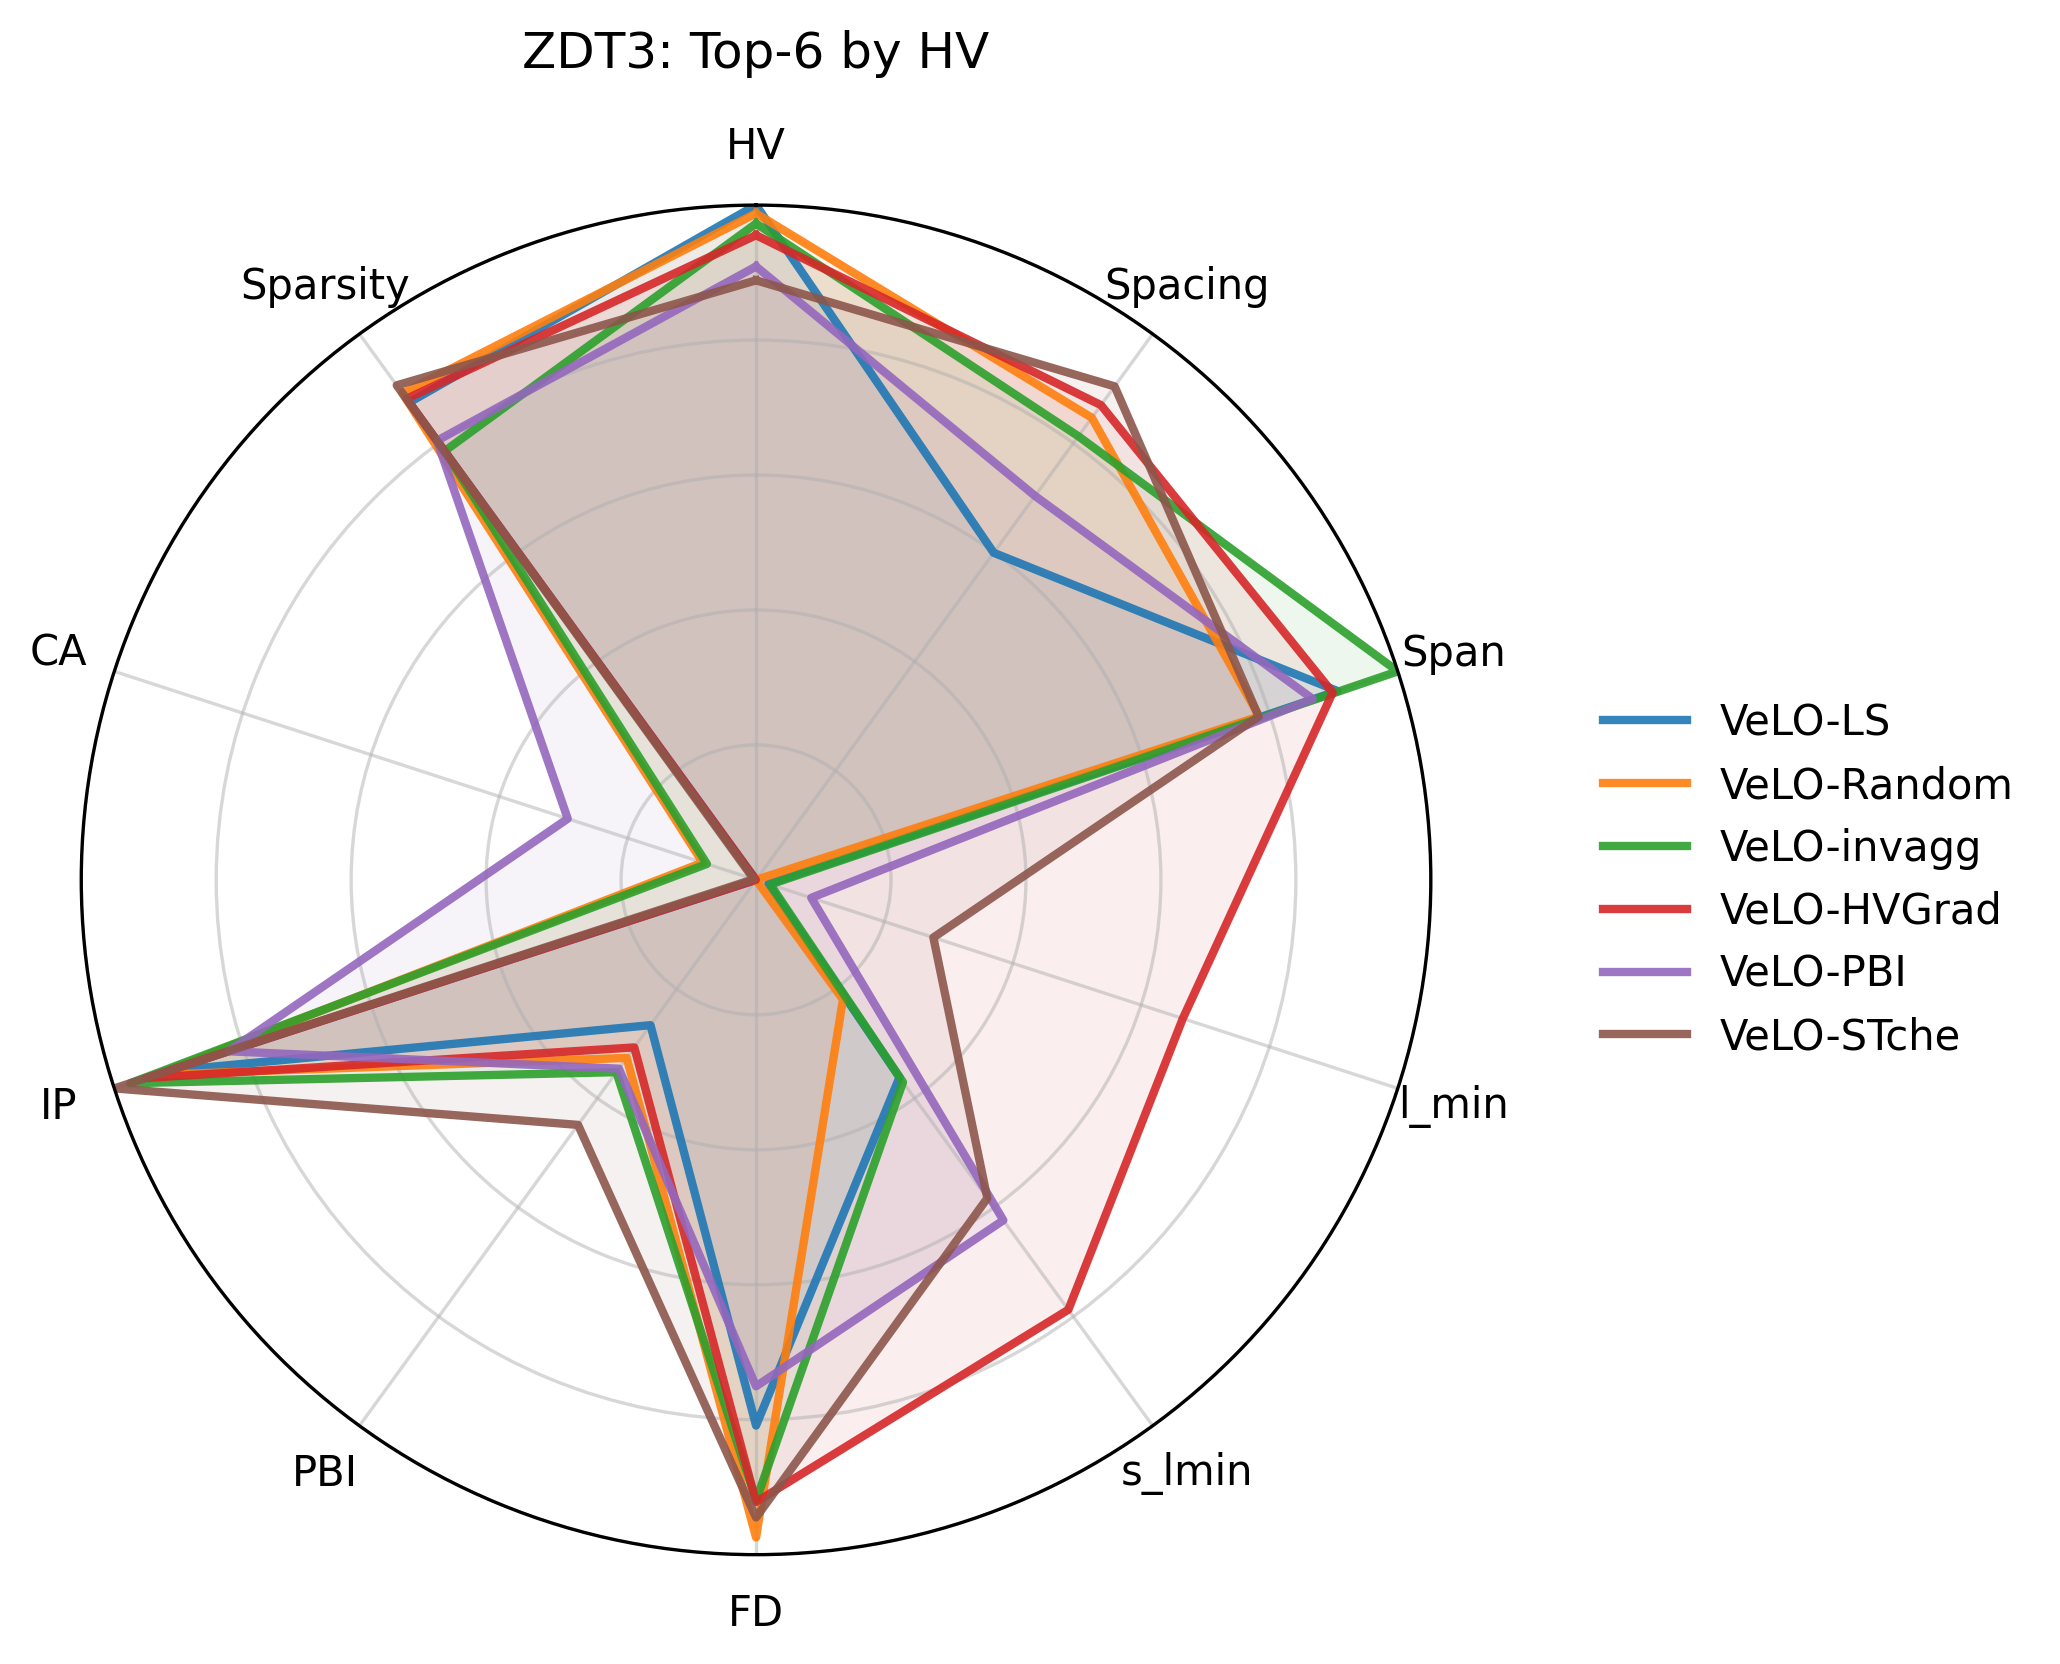 ZDT3: Top-6 by HV
HV
Sparsity
Spacing
CA
Span
VeLO-LS
VeLO-Random
VeLO-invagg
VeLO-HVGrad
VeLO-PBI
VeLO-STche
IP
l_min
PBI
s_lmin
FD